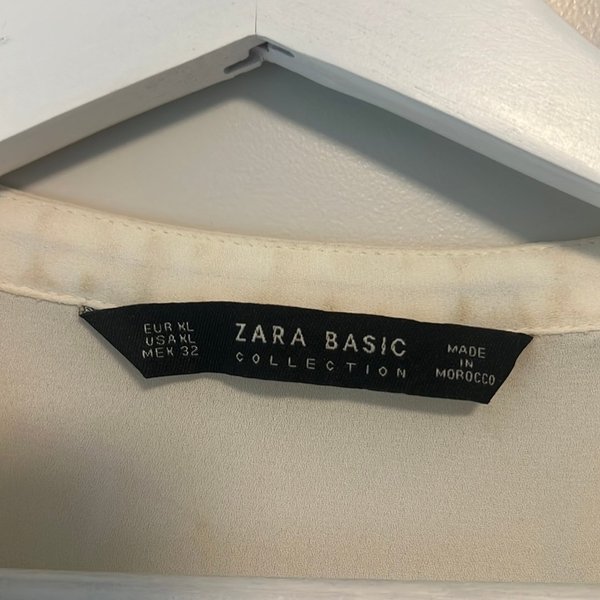 EUR XL
USA XL
MEX 32
ZARA BASIC
COLLECTION
MADE
IN
MOROCCO